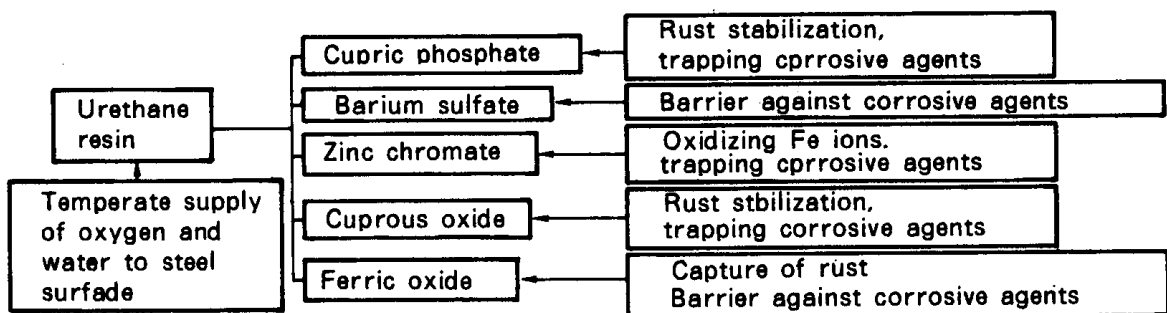 Cupric phosphate
Rust stabilization,
trapping cprrosive agents
Urethane
resin
Barium sulfate
Barrier against corrosive agents
Zinc chromate
Oxidizing Fe ions.
trapping cprrosive agents
Temperate supply
of oxygen and
water to steel
surfade
Cuprous oxide
Rust stbilization,
trapping corrosive agents
Ferric oxide
Capture of rust
Barrier against corrosive agents